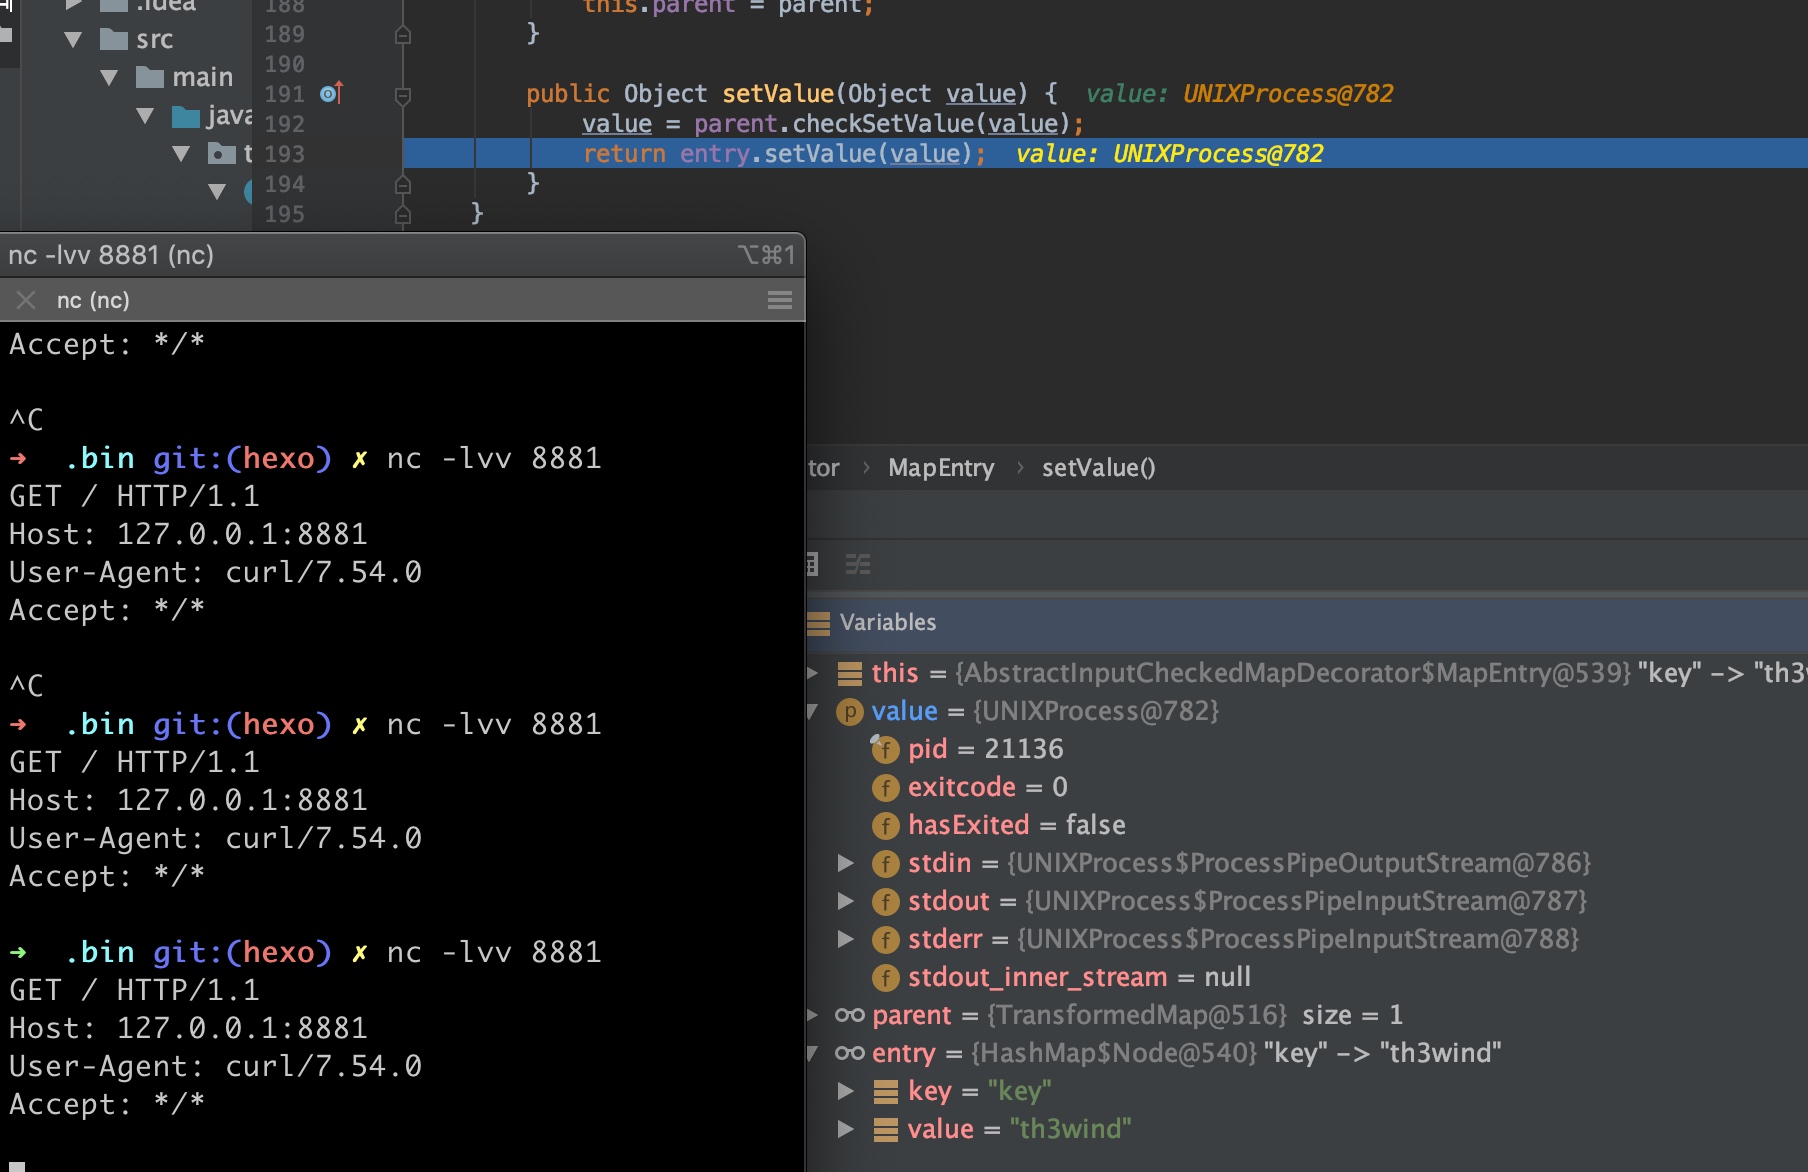 .idea
src
main
java
t
188 this.parent = parent;
189 }
190
191 public Object setValue(Object value) { value: UNIXProcess@782
192 value = parent.checkSetValue(value);
193 return entry.setValue(value); value: UNIXProcess@782
194 }
195 }
nc -lvv 8881 (nc) ⌥⌘1
nc (nc)
Accept: */*
^C
➜ .bin git:(hexo) ✗ nc -lvv 8881
GET / HTTP/1.1
Host: 127.0.0.1:8881
User-Agent: curl/7.54.0
Accept: */*
^C
➜ .bin git:(hexo) ✗ nc -lvv 8881
GET / HTTP/1.1
Host: 127.0.0.1:8881
User-Agent: curl/7.54.0
Accept: */*
➜ .bin git:(hexo) ✗ nc -lvv 8881
GET / HTTP/1.1
Host: 127.0.0.1:8881
User-Agent: curl/7.54.0
Accept: */*
tor › MapEntry › setValue()
Variables
this = {AbstractInputCheckedMapDecorator$MapEntry@539} "key" -> "th3w
value = {UNIXProcess@782}
pid = 21136
exitcode = 0
hasExited = false
stdin = {UNIXProcess$ProcessPipeOutputStream@786}
stdout = {UNIXProcess$ProcessPipeInputStream@787}
stderr = {UNIXProcess$ProcessPipeInputStream@788}
stdout_inner_stream = null
parent = {TransformedMap@516} size = 1
entry = {HashMap$Node@540} "key" -> "th3wind"
key = "key"
value = "th3wind"